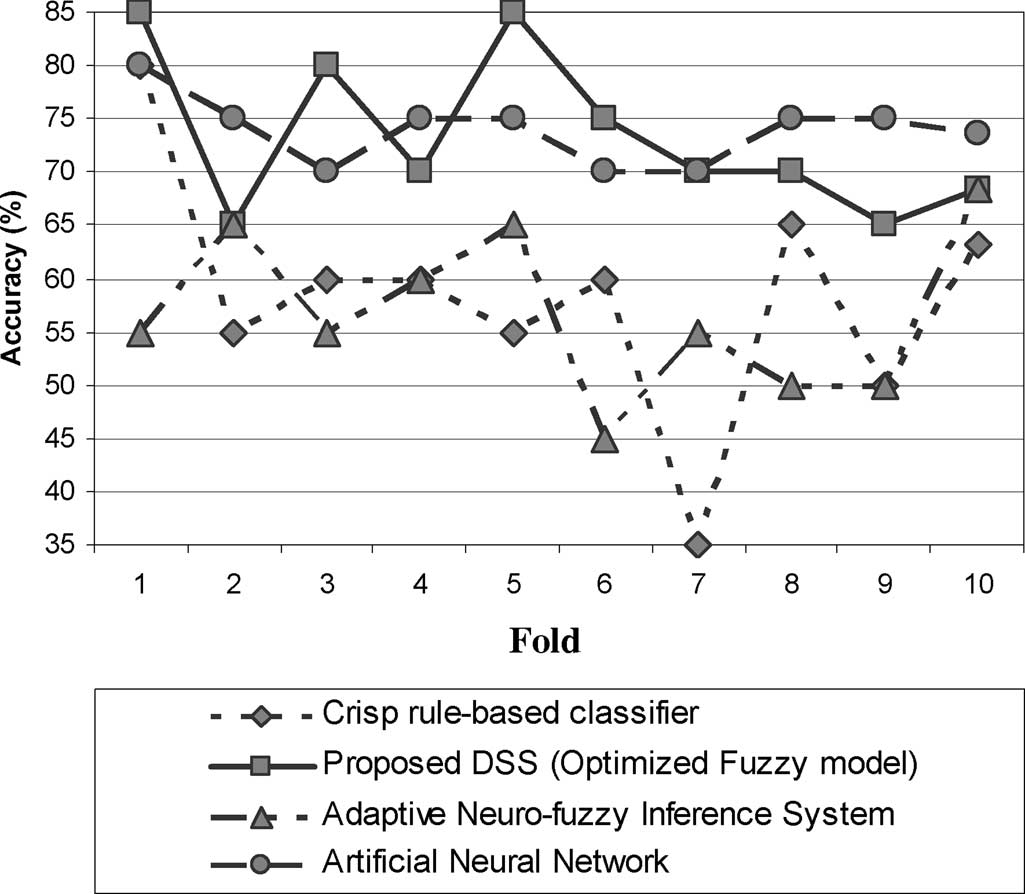 85
80
75
70
65
60
55
50
45
40
35
Accuracy (%)
1 2 3 4 5 6 7 8 9 10
Fold
Crisp rule-based classifier
Proposed DSS (Optimized Fuzzy model)
Adaptive Neuro-fuzzy Inference System
Artificial Neural Network